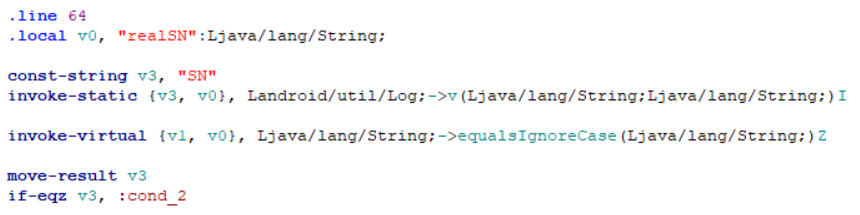 .line 64
.local v0, "realSN":Ljava/lang/String;
const-string v3, "SN"
invoke-static {v3, v0}, Landroid/util/Log;->v(Ljava/lang/String;Ljava/lang/String;)I
invoke-virtual {v1, v0}, Ljava/lang/String;->equalsIgnoreCase(Ljava/lang/String;)Z
move-result v3
if-eqz v3, :cond_2